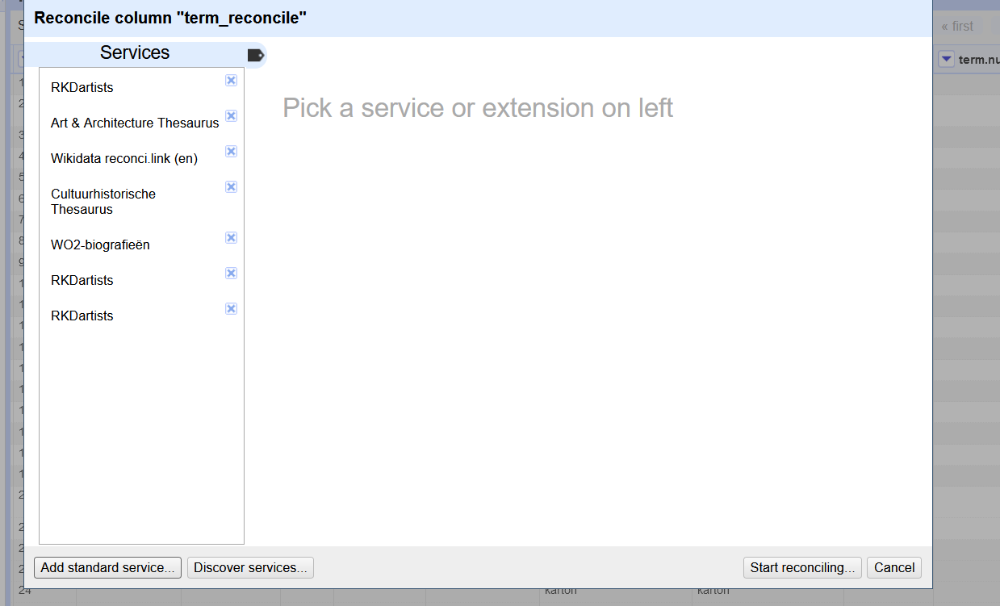 Reconcile column "term_reconcile"
« first
Services
term.nu
RKDartists
Pick a service or extension on left
Art & Architecture Thesaurus
Wikidata reconci.link (en)
Cultuurhistorische
Thesaurus
WO2-biografieën
RKDartists
RKDartists
Add standard service...
Discover services...
Start reconciling...
Cancel
24
karton
karton